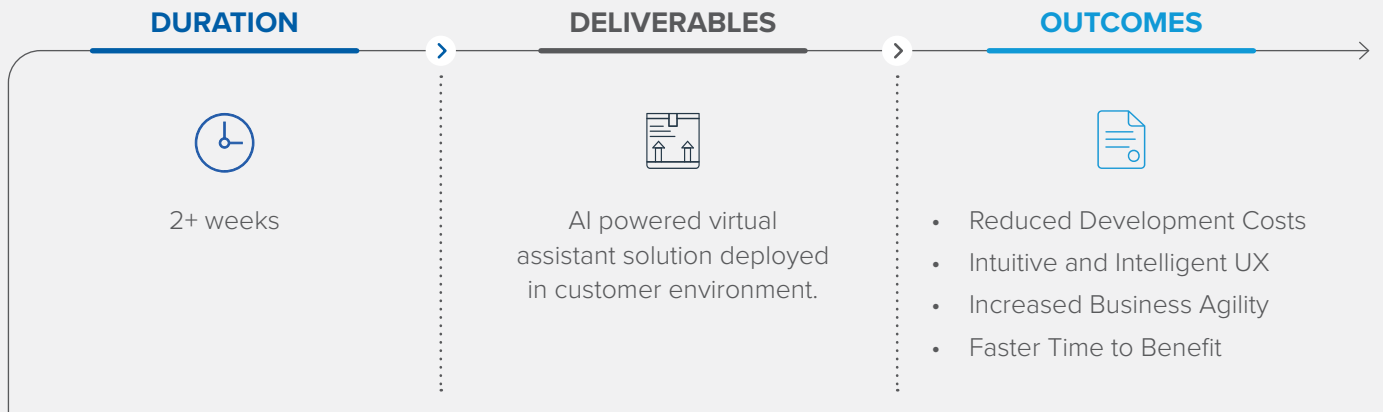 DURATION
DELIVERABLES
OUTCOMES
2+ weeks
AI powered virtual
assistant solution deployed
in customer environment.
• Reduced Development Costs
• Intuitive and Intelligent UX
• Increased Business Agility
• Faster Time to Benefit